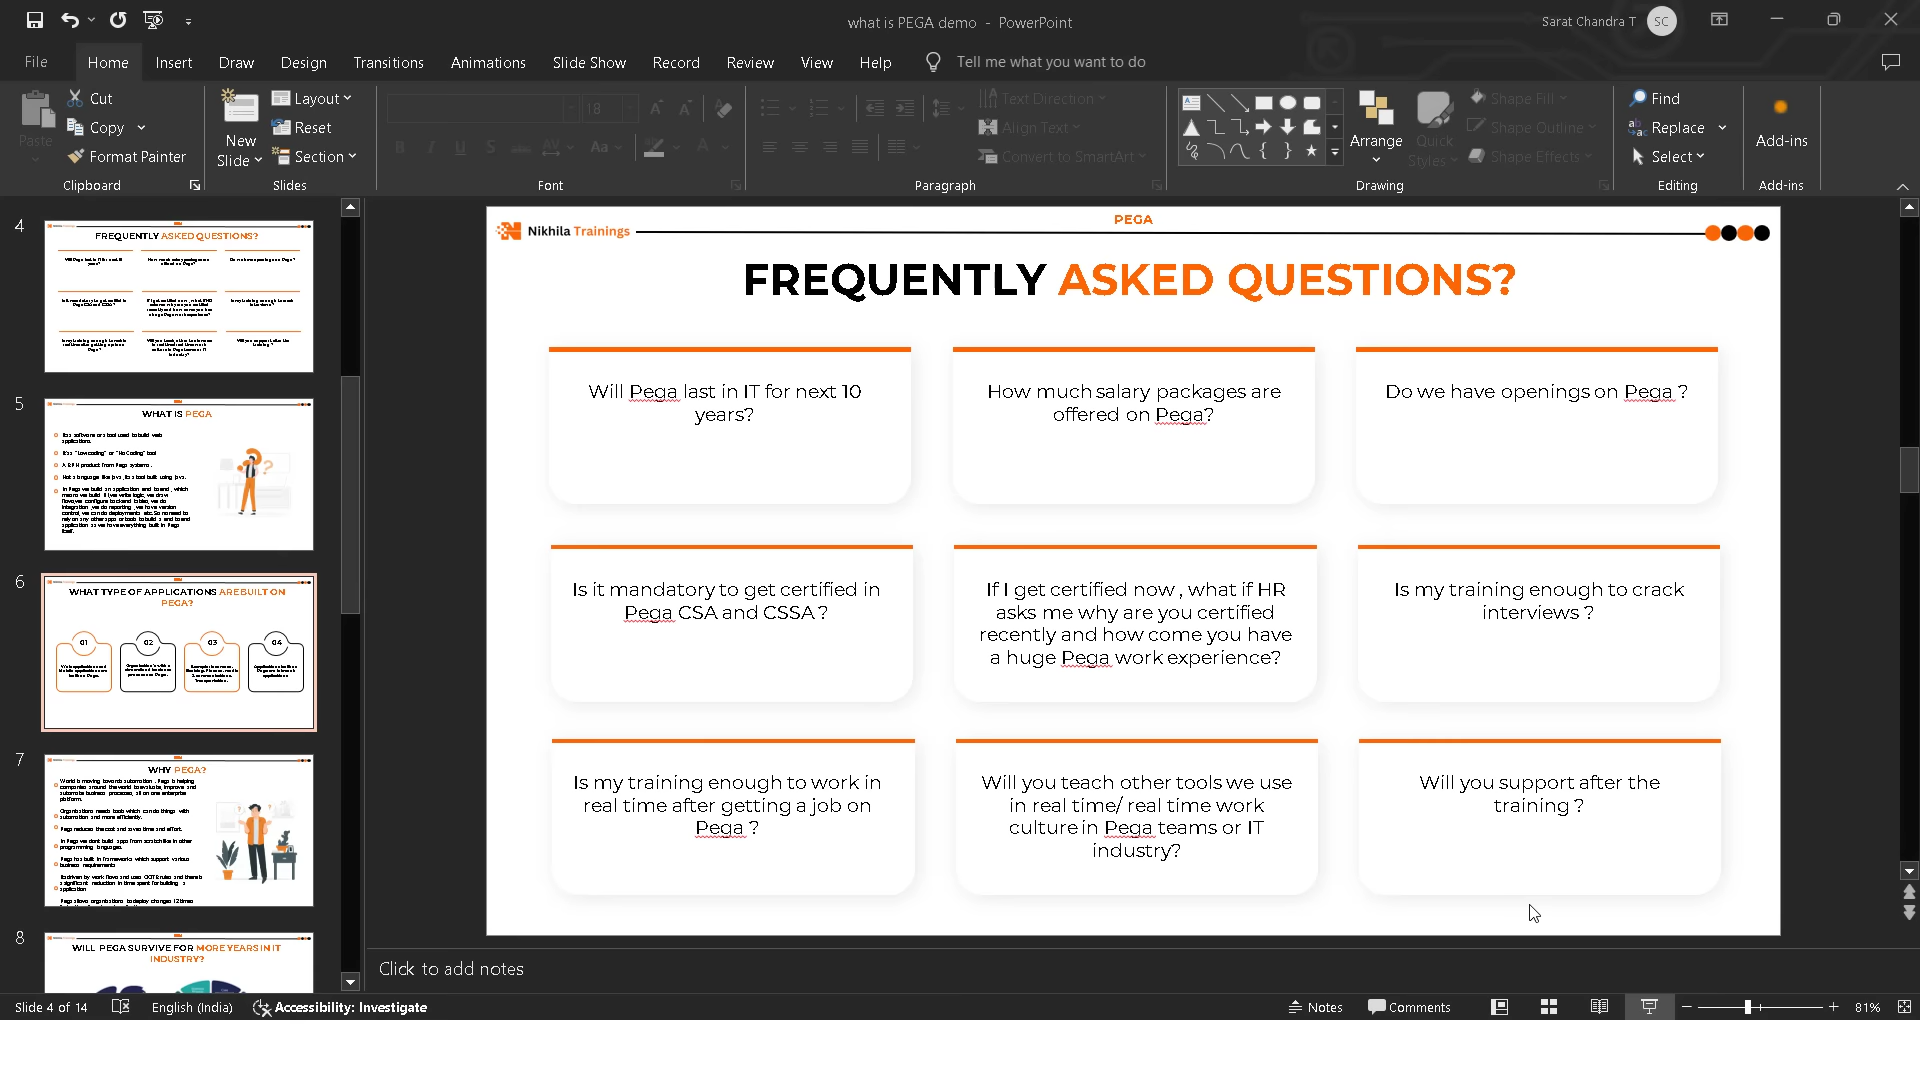 what is PEGA demo - PowerPoint
Sarat Chandra T
SC
File
Home
Insert
Draw
Design
Transitions
Animations
Slide Show
Record
Review
View
Help
Tell me what you want to do
Paste
Cut
Copy
Format Painter
Clipboard
New Slide
Layout
Reset
Section
Slides
18
Font
Text Direction
Align Text
Convert to SmartArt
Paragraph
Arrange
Quick Styles
Shape Fill
Shape Outline
Shape Effects
Drawing
Find
Replace
Select
Editing
Add-ins
Add-ins
4
FREQUENTLY ASKED QUESTIONS?
5
WHAT IS PEGA
6
WHAT TYPE OF APPLICATIONS ARE BUILT ON
PEGA?
01
02
03
04
7
WHY PEGA?
8
WILL PEGA SURVIVE FOR MORE YEARS IN IT
INDUSTRY?
PEGA
Nikhila Trainings
FREQUENTLY ASKED QUESTIONS?
Will Pega last in IT for next 10
years?
How much salary packages are
offered on Pega?
Do we have openings on Pega ?
Is it mandatory to get certified in
Pega CSA and CSSA ?
If I get certified now , what if HR
asks me why are you certified
recently and how come you have
a huge Pega work experience?
Is my training enough to crack
interviews ?
Is my training enough to work in
real time after getting a job on
Pega ?
Will you teach other tools we use
in real time/ real time work
culture in Pega teams or IT
industry?
Will you support after the
training ?
Click to add notes
Slide 4 of 14
English (India)
Accessibility: Investigate
Notes
Comments
81%